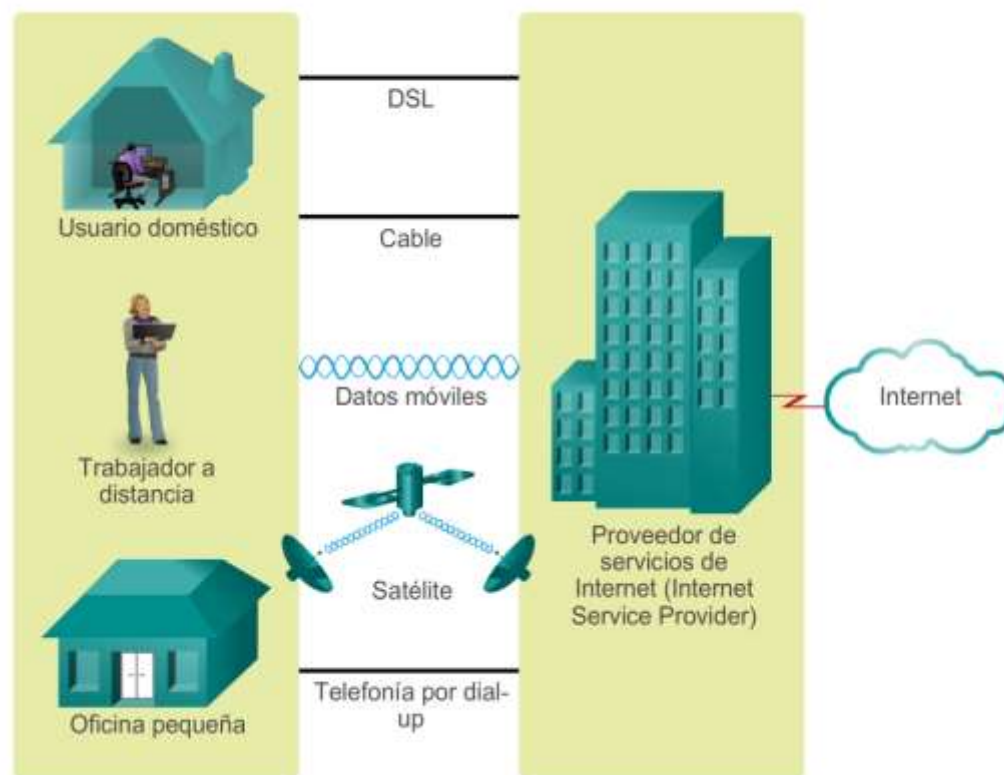 DSL
Usuario doméstico
Cable
Datos móviles
Internet
Trabajador a
distancia
Proveedor de
servicios de
Internet (Internet
Service Provider)
Satélite
Telefonía por dial-
up
Oficina pequeña